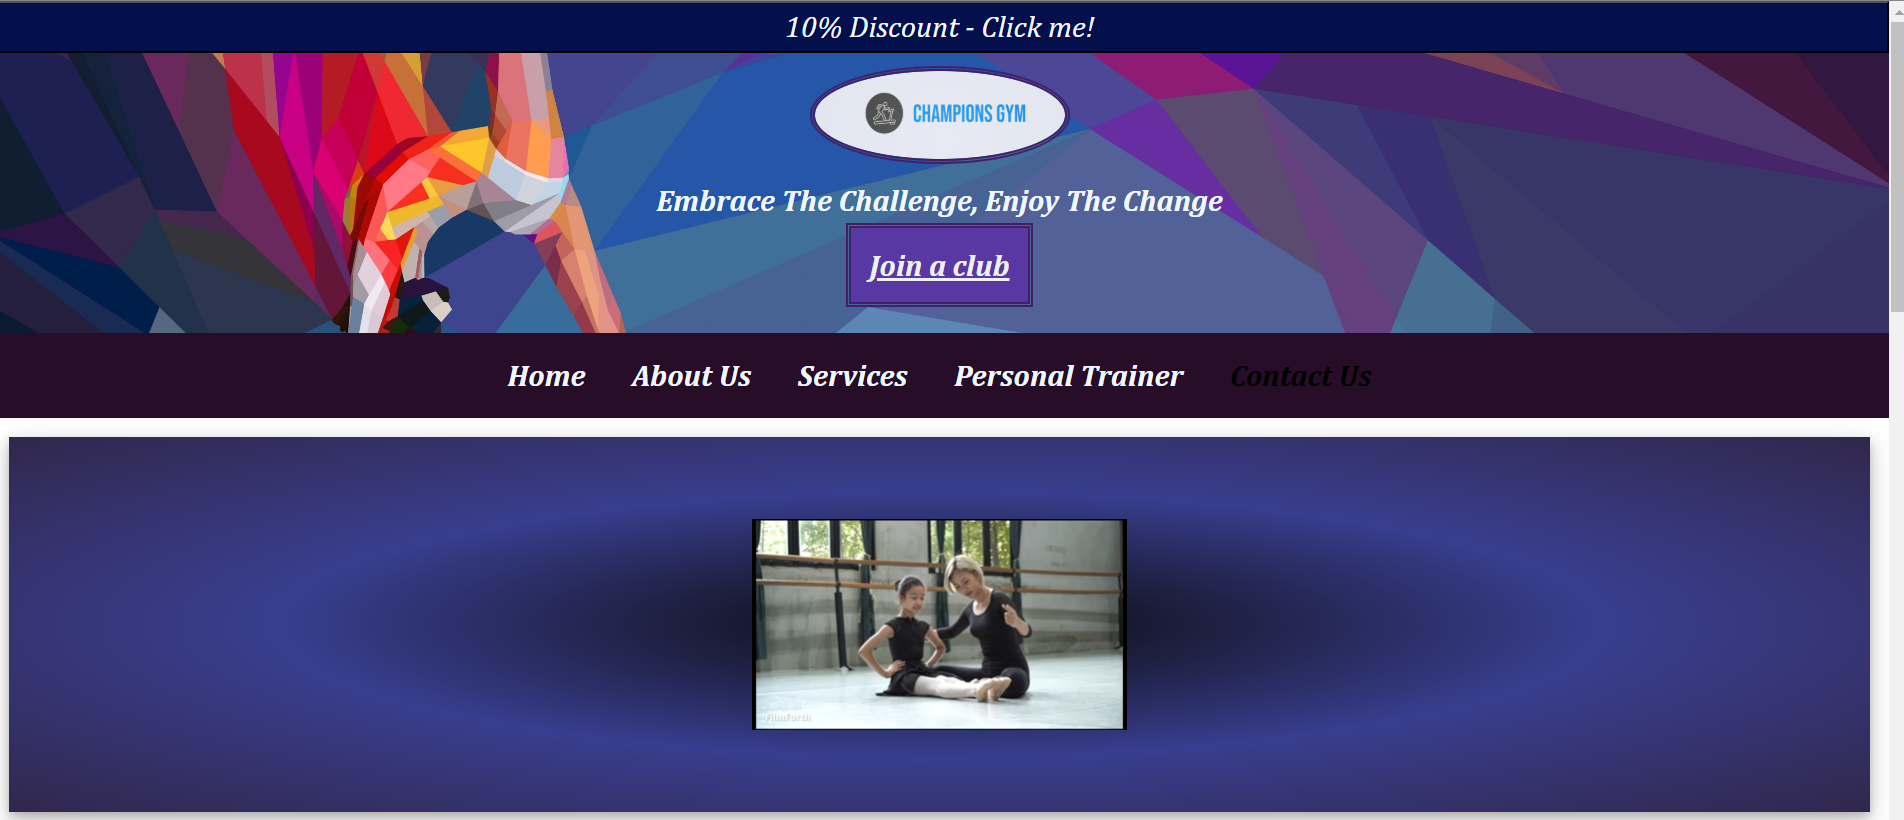 10% Discount - Click me!
CHAMPIONS GYM
Embrace The Challenge, Enjoy The Change
Join a club
Home About Us Services Personal Trainer Contact Us
FilmForth